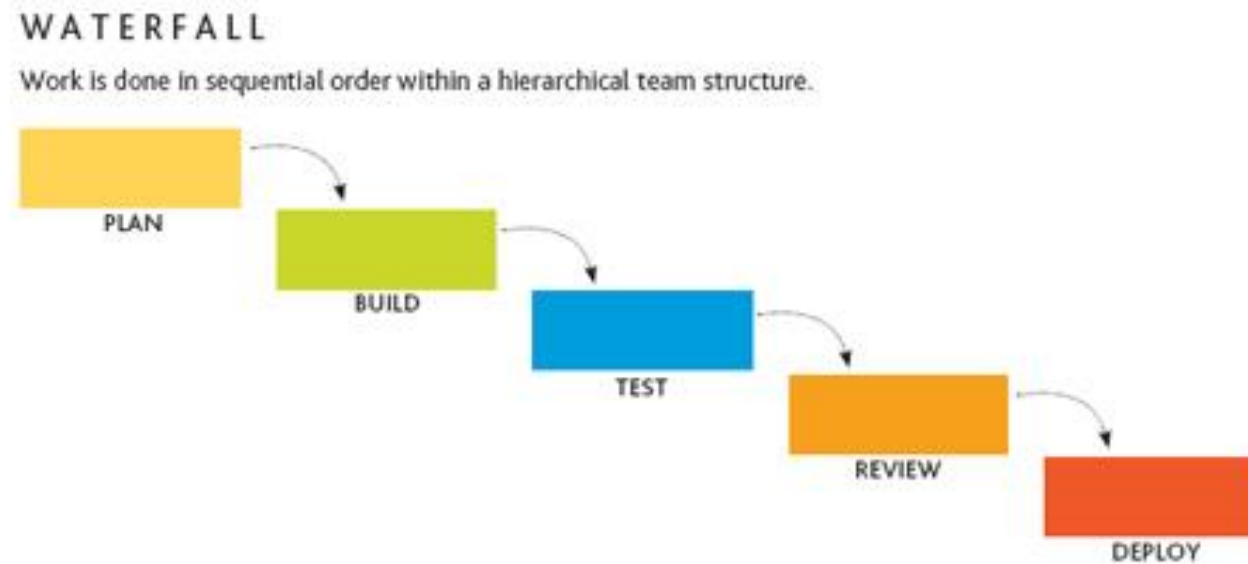 WATERFALL
Work is done in sequential order within a hierarchical team structure.
PLAN
BUILD
TEST
REVIEW
DEPLOY